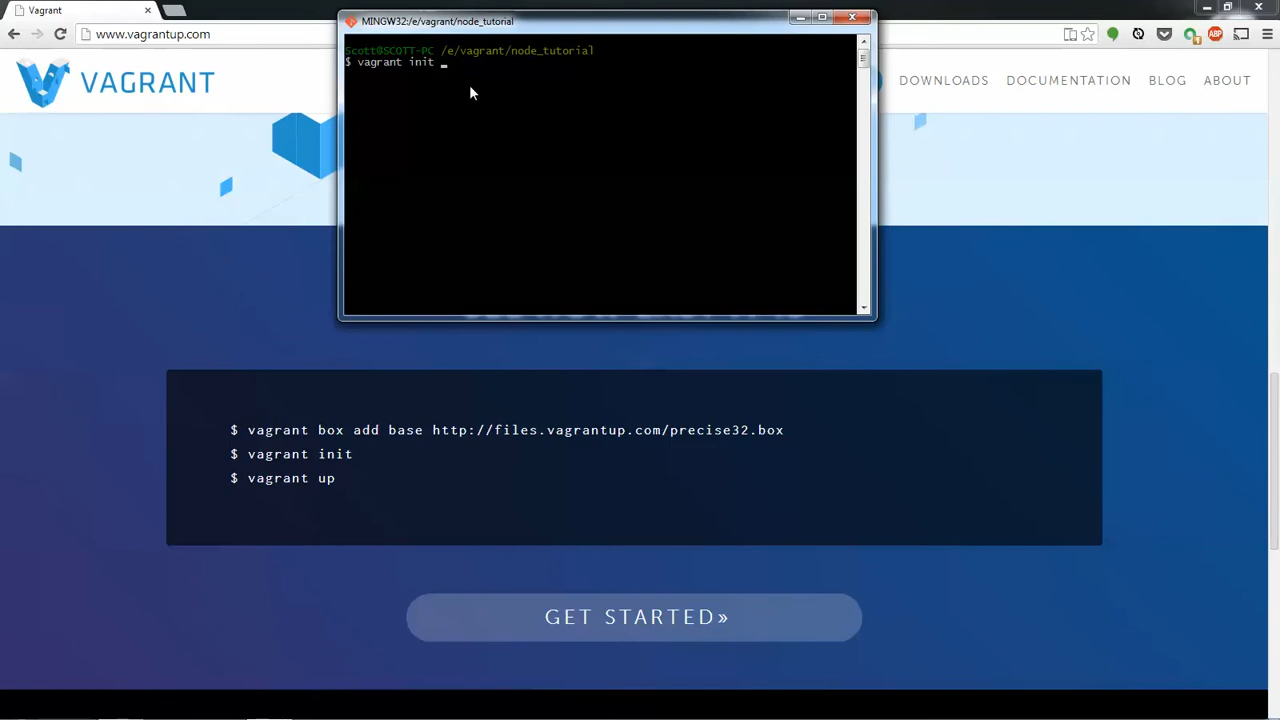 Vagrant
MINGW32:/e/vagrant/node_tutorial
www.vagrantup.com
ABP
Scott@SCOTT-PC /e/vagrant/node_tutorial
$ vagrant init _
VAGRANT
DOWNLOADS DOCUMENTATION BLOG ABOUT
$ vagrant box add base http://files.vagrantup.com/precise32.box
$ vagrant init
$ vagrant up
GET STARTED»